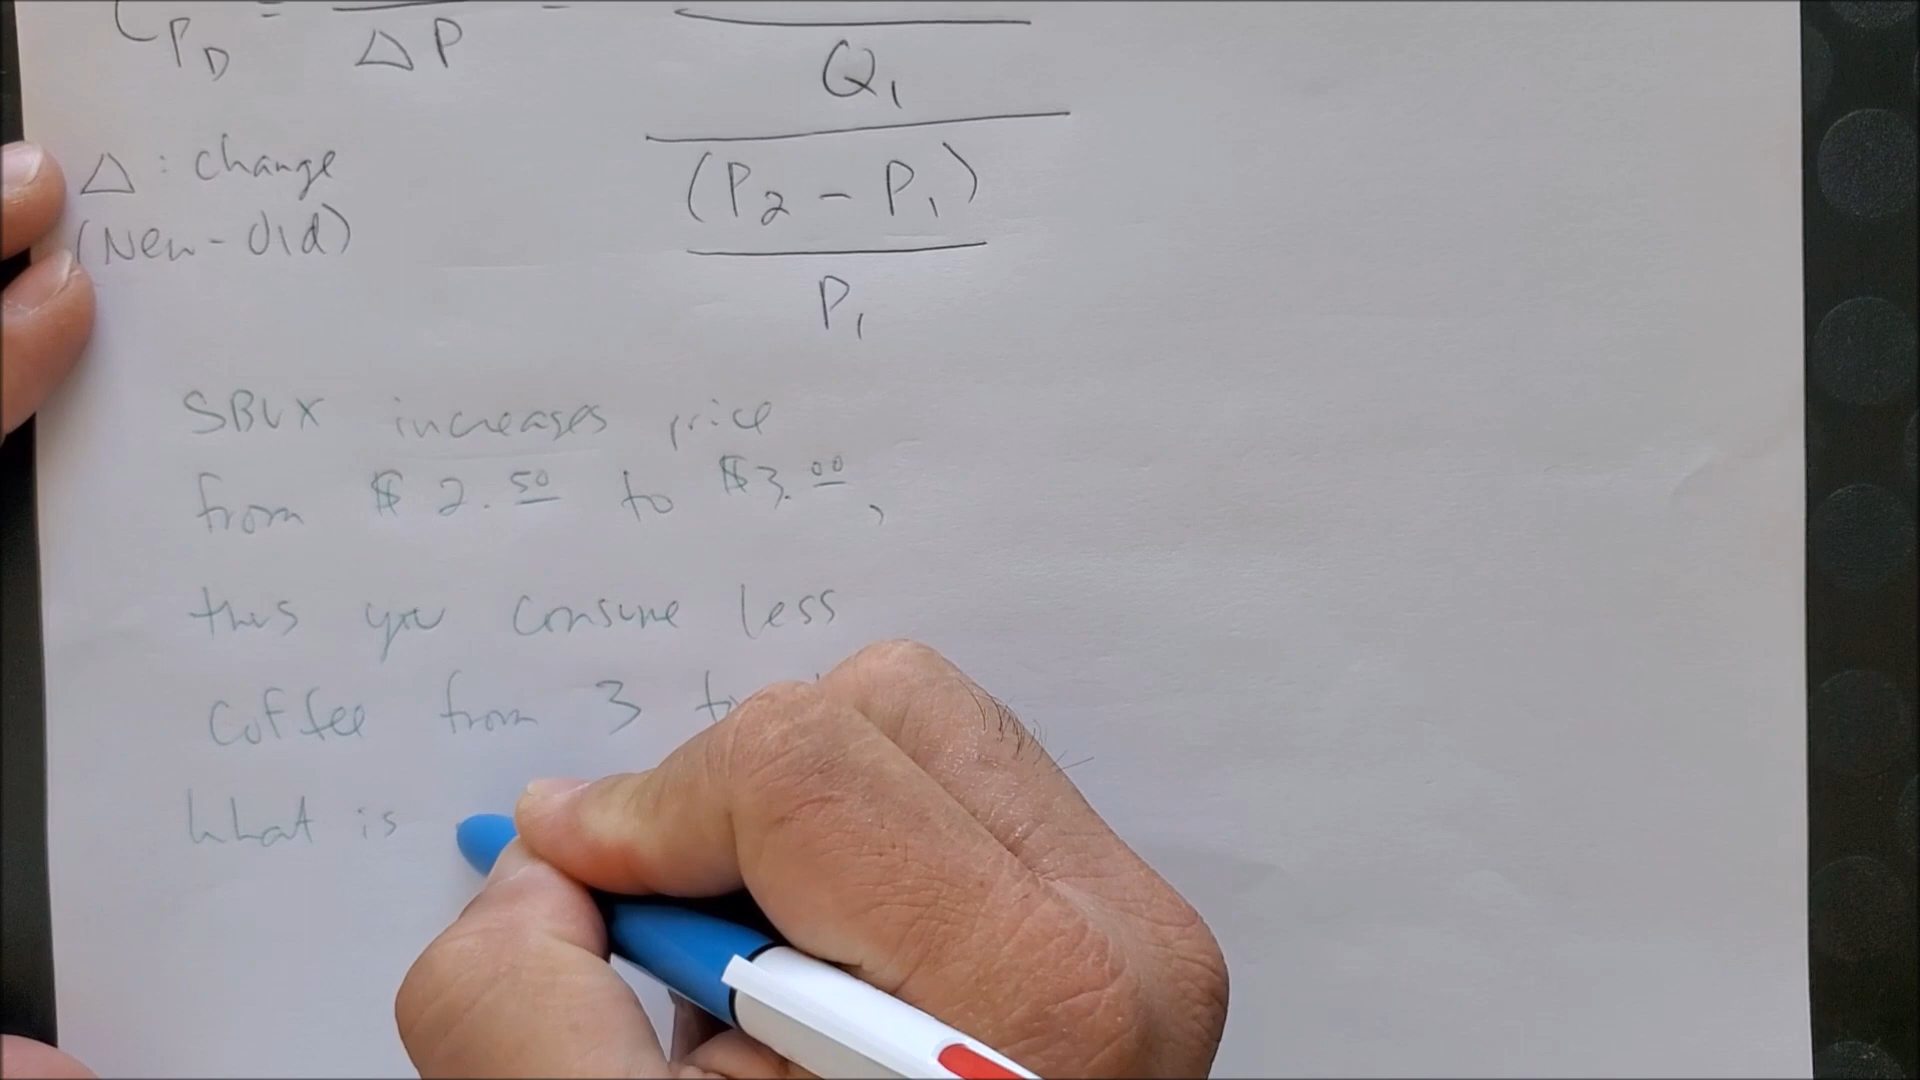 P_D = ΔP =
Q₁
Δ : change
(New - Old)
(P₂ - P₁)
P₁
SBUX increases price
from $2.50 to $3.00,
thus you consume less
coffee from 3 to
What is